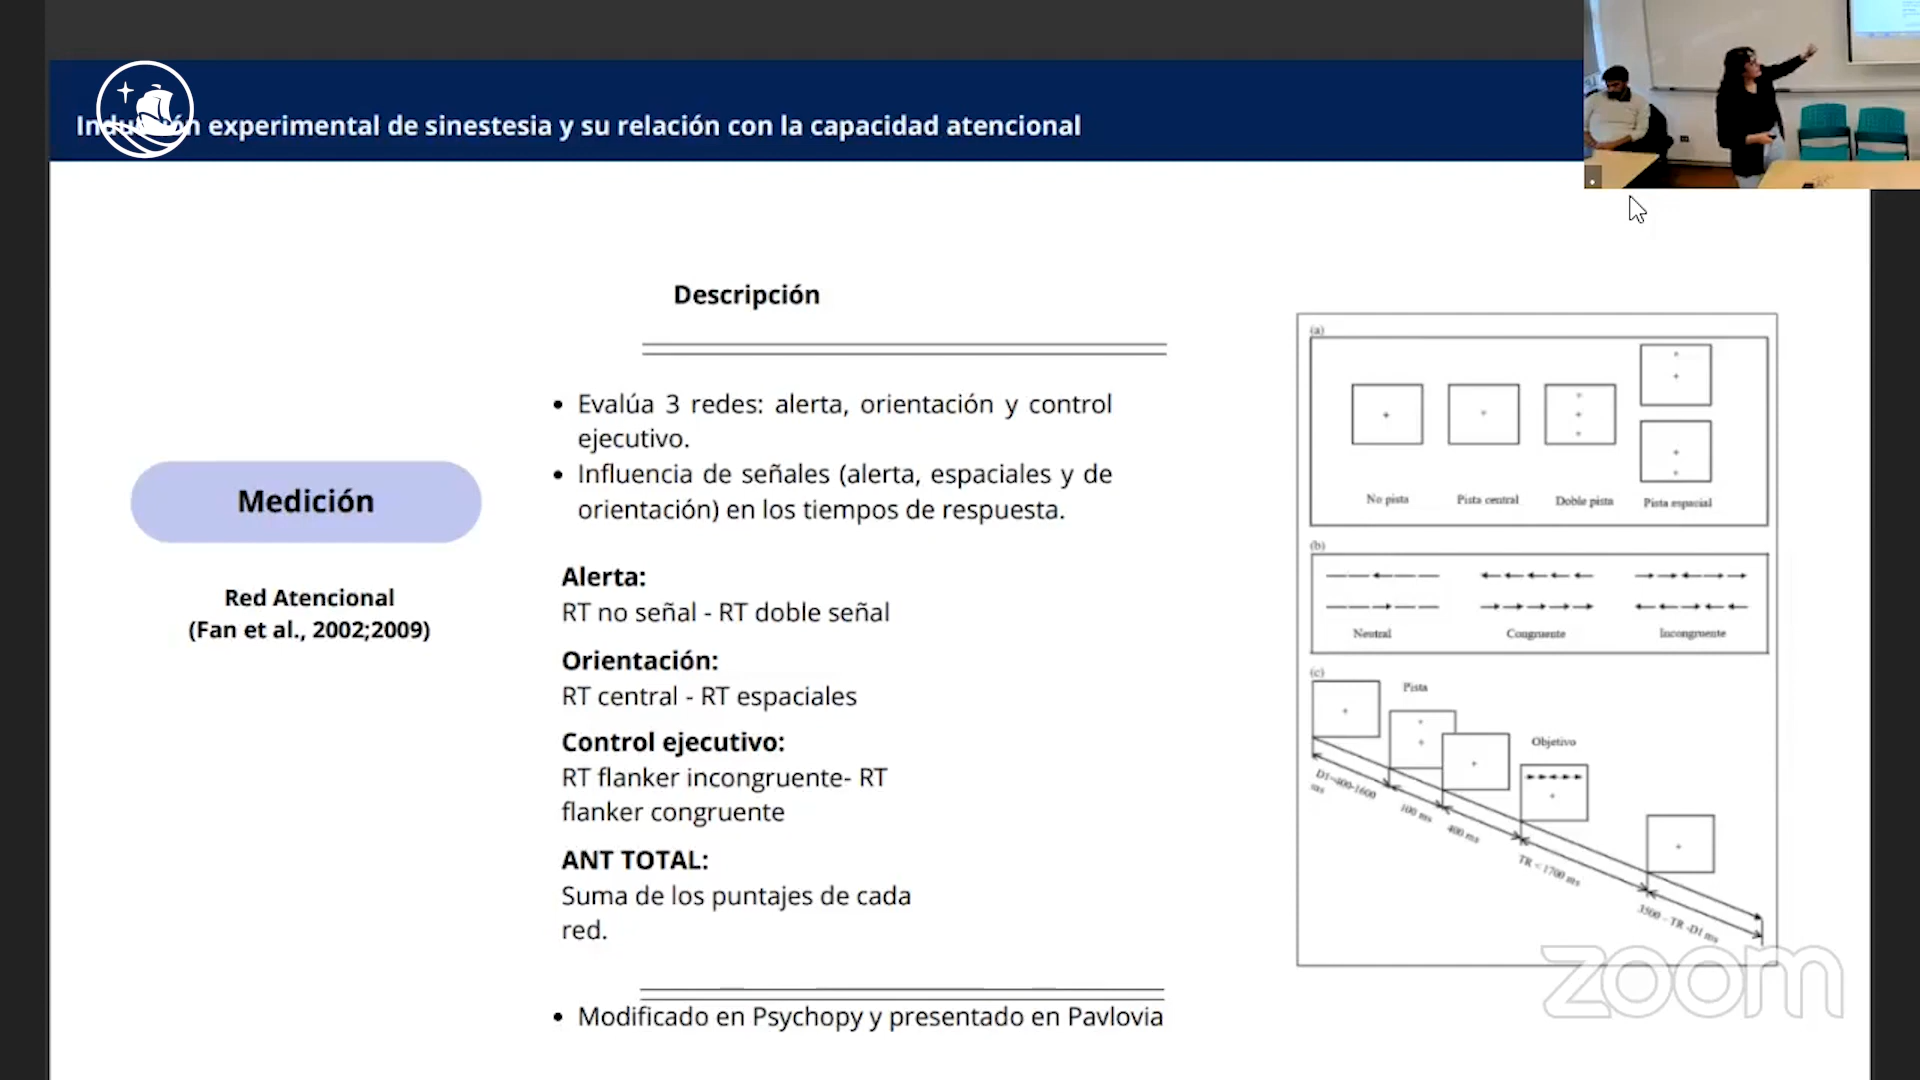 Inducción experimental de sinestesia y su relación con la capacidad atencional
Descripción
• Evalúa 3 redes: alerta, orientación y control
ejecutivo.
• Influencia de señales (alerta, espaciales y de
orientación) en los tiempos de respuesta.
Medición
Red Atencional
(Fan et al., 2002;2009)
Alerta:
RT no señal - RT doble señal
Orientación:
RT central - RT espaciales
Control ejecutivo:
RT flanker incongruente- RT
flanker congruente
ANT TOTAL:
Suma de los puntajes de cada
red.
• Modificado en Psychopy y presentado en Pavlovia
(a)
No pista
Pista central
Doble pista
Pista espacial
(b)
Neutral
Congruente
Incongruente
(c)
Pista
Objetivo
D1=400-1600
ms
100 ms
400 ms
TR < 1700 ms
3500 - TR -D1 ms
zoom